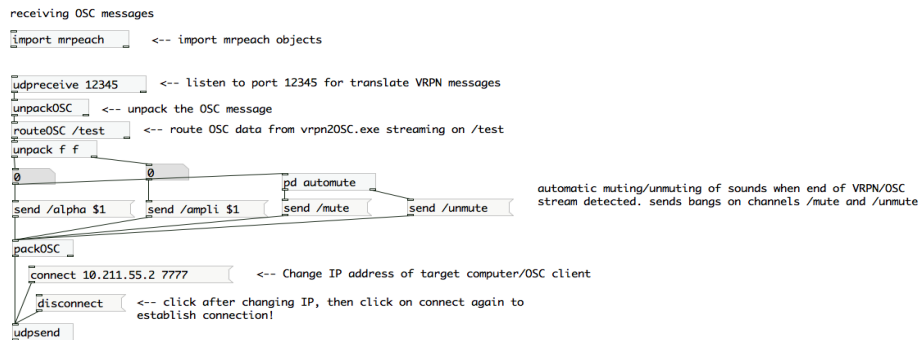 receiving OSC messages
import mrpeach <-- import mrpeach objects
udpreceive 12345 <-- listen to port 12345 for translate VRPN messages
unpackOSC <-- unpack the OSC message
routeOSC /test <-- route OSC data from vrpn2OSC.exe streaming on /test
unpack f f
0 0
pd automute
automatic muting/unmuting of sounds when end of VRPN/OSC
stream detected. sends bangs on channels /mute and /unmute
send /alpha $1 send /ampli $1 send /mute send /unmute
packOSC
connect 10.211.55.2 7777 <-- Change IP address of target computer/OSC client
disconnect <-- click after changing IP, then click on connect again to
establish connection!
udpsend